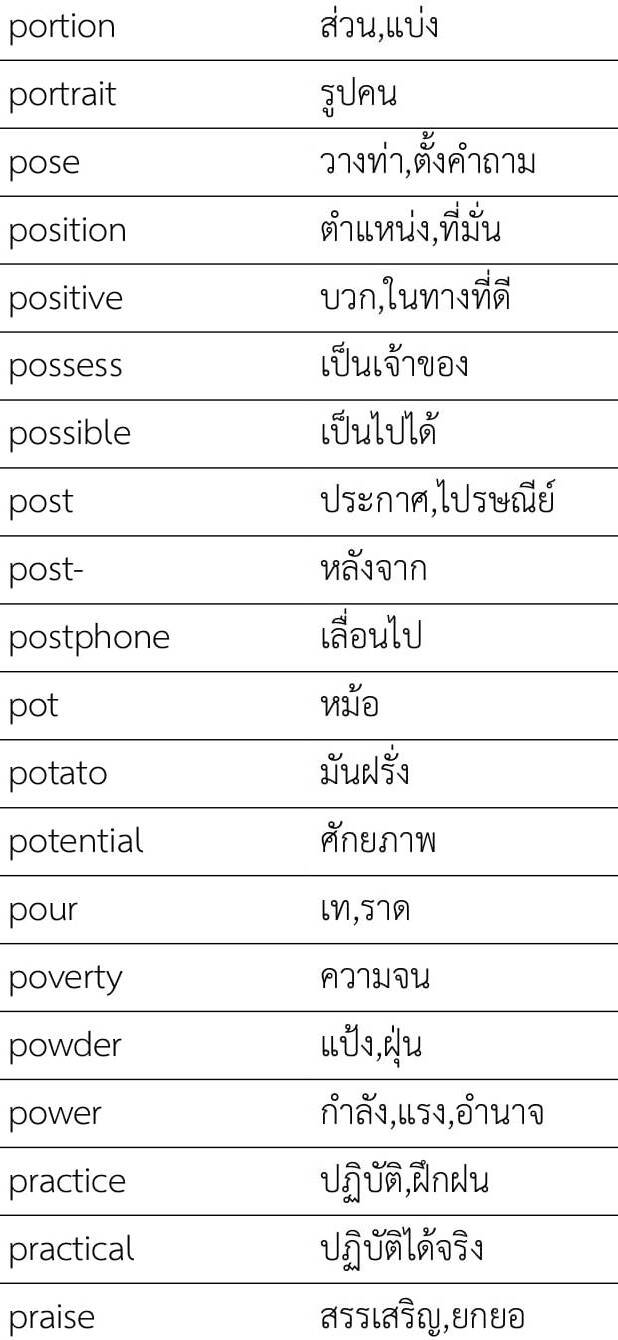 portion ส่วน,แบ่ง
portrait รูปคน
pose วางท่า,ตั้งคำถาม
position ตำแหน่ง,ที่มั่น
positive บวก,ในทางที่ดี
possess เป็นเจ้าของ
possible เป็นไปได้
post ประกาศ,ไปรษณีย์
post- หลังจาก
postphone เลื่อนไป
pot หม้อ
potato มันฝรั่ง
potential ศักยภาพ
pour เท,ราด
poverty ความจน
powder แป้ง,ฝุ่น
power กำลัง,แรง,อำนาจ
practice ปฏิบัติ,ฝึกฝน
practical ปฏิบัติได้จริง
praise สรรเสริญ,ยกยอ